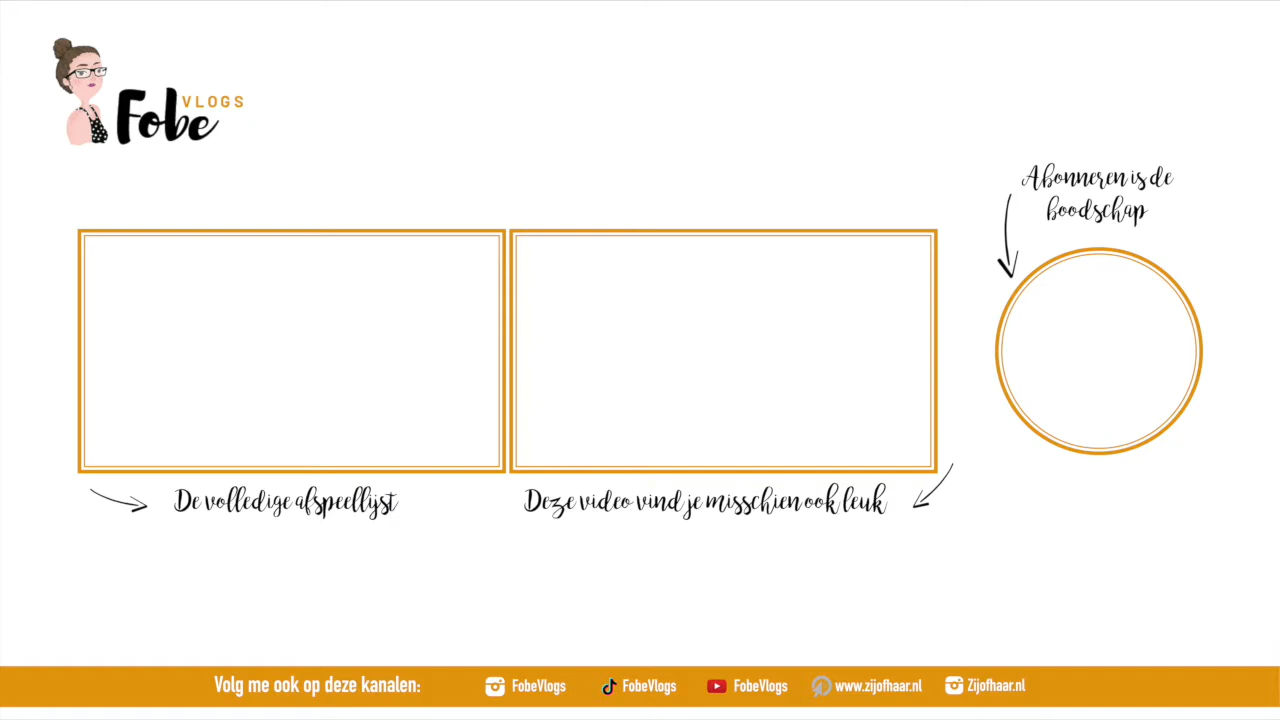 VLOGS
Fobe
Abonneren is de
boodschap
De volledige afspeellijst
Deze video vind je misschien ook leuk
Volg me ook op deze kanalen:
FobeVlogs
FobeVlogs
FobeVlogs
www.zijofhaar.nl
Zijofhaar.nl